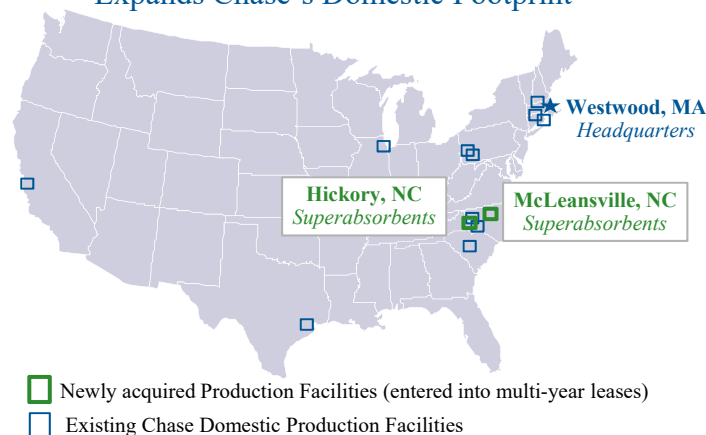 Expands Chase's Domestic Footprint
Westwood, MA
Headquarters
Hickory, NC
Superabsorbents
McLeansville, NC
Superabsorbents
Newly acquired Production Facilities (entered into multi-year leases)
Existing Chase Domestic Production Facilities